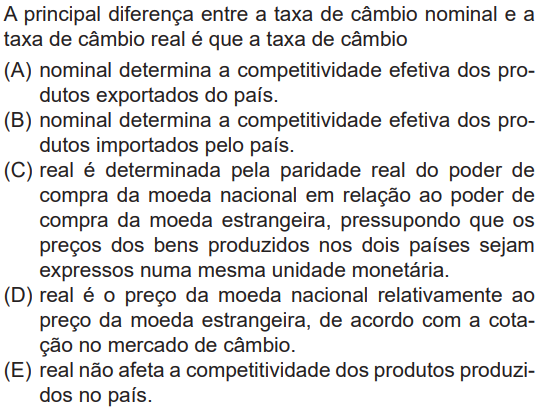 A principal diferença entre a taxa de câmbio nominal e a
taxa de câmbio real é que a taxa de câmbio
(A) nominal determina a competitividade efetiva dos pro-
dutos exportados do país.
(B) nominal determina a competitividade efetiva dos pro-
dutos importados pelo país.
(C) real é determinada pela paridade real do poder de
compra da moeda nacional em relação ao poder de
compra da moeda estrangeira, pressupondo que os
preços dos bens produzidos nos dois países sejam
expressos numa mesma unidade monetária.
(D) real é o preço da moeda nacional relativamente ao
preço da moeda estrangeira, de acordo com a cota-
ção no mercado de câmbio.
(E) real não afeta a competitividade dos produtos produzi-
dos no país.